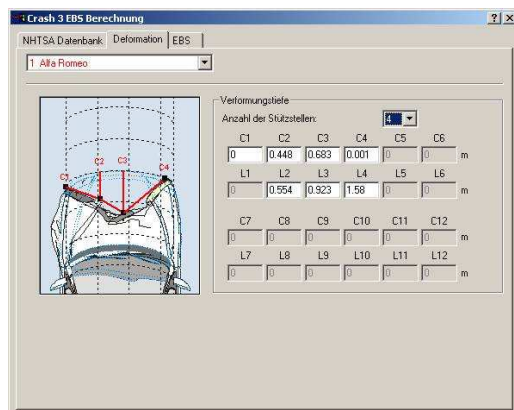 Crash 3 EBS Berechnung
NHTSA Datenbank Deformation EBS
1 Alfa Romeo
Verformungstiefe
Anzahl der Stützstellen: 4
C1 C2 C3 C4 C5 C6
0 0.448 0.683 0.001 0 0 m
L1 L2 L3 L4 L5 L6
0 0.554 0.923 1.58 0 0 m
C7 C8 C9 C10 C11 C12
0 0 0 0 0 0 m
L7 L8 L9 L10 L11 L12
0 0 0 0 0 0 m
C1 C2 C3 C4